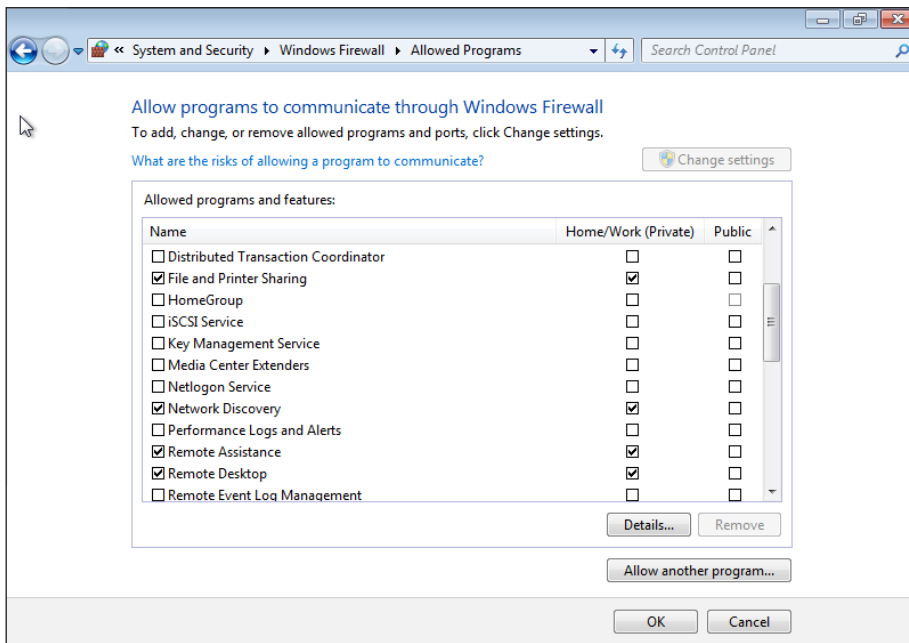 « System and Security ▸ Windows Firewall ▸ Allowed Programs
Search Control Panel
Allow programs to communicate through Windows Firewall
To add, change, or remove allowed programs and ports, click Change settings.
What are the risks of allowing a program to communicate?
Change settings
Allowed programs and features:
Name Home/Work (Private) Public
Distributed Transaction Coordinator
File and Printer Sharing
HomeGroup
iSCSI Service
Key Management Service
Media Center Extenders
Netlogon Service
Network Discovery
Performance Logs and Alerts
Remote Assistance
Remote Desktop
Remote Event Log Management
Details... Remove
Allow another program...
OK Cancel